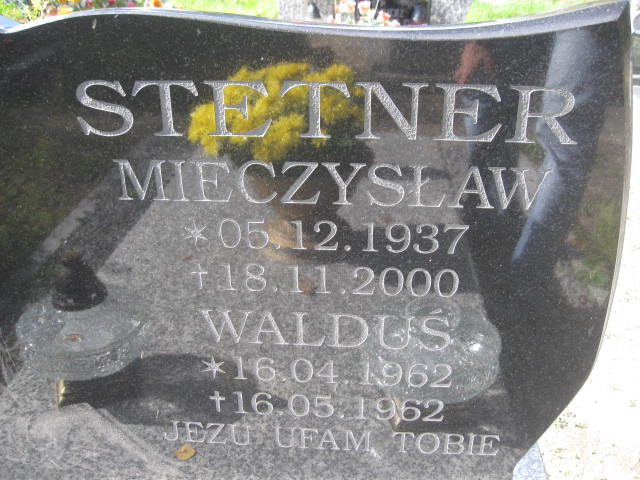 STETNER
MIECZYSŁAW
*05.12.1937
†18.11.2000
WALDUŚ
*16.04.1962
†16.05.1962
JEZU UFAM TOBIE